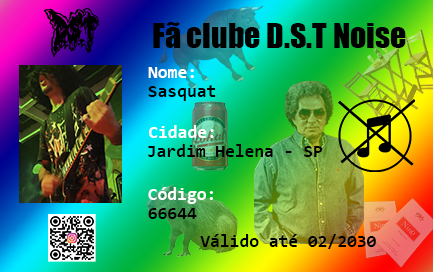 D.S.T
Fã clube D.S.T Noise
Nome:
Sasquat
Cidade:
Jardim Helena - SP
Código:
66644
Válido até 02/2030